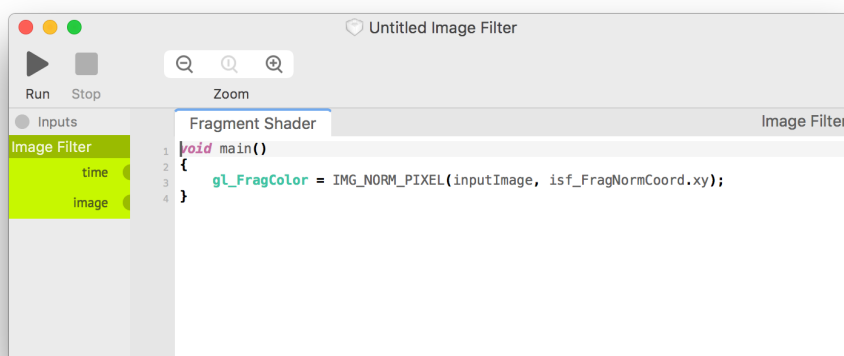 Untitled Image Filter
Run
Stop
Zoom
Inputs
Fragment Shader
Image Filter
Image Filter
time
image
1 void main()
2 {
3 gl_FragColor = IMG_NORM_PIXEL(inputImage, isf_FragNormCoord.xy);
4 }